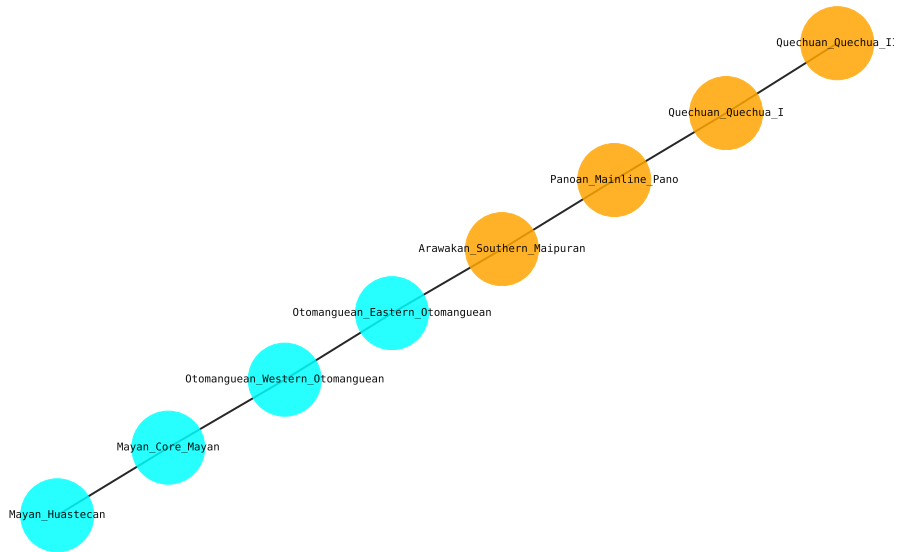 Quechuan_Quechua_II
Quechuan_Quechua_I
Panoan_Mainline_Pano
Arawakan_Southern_Maipuran
Otomanguean_Eastern_Otomanguean
Otomanguean_Western_Otomanguean
Mayan_Core_Mayan
Mayan_Huastecan